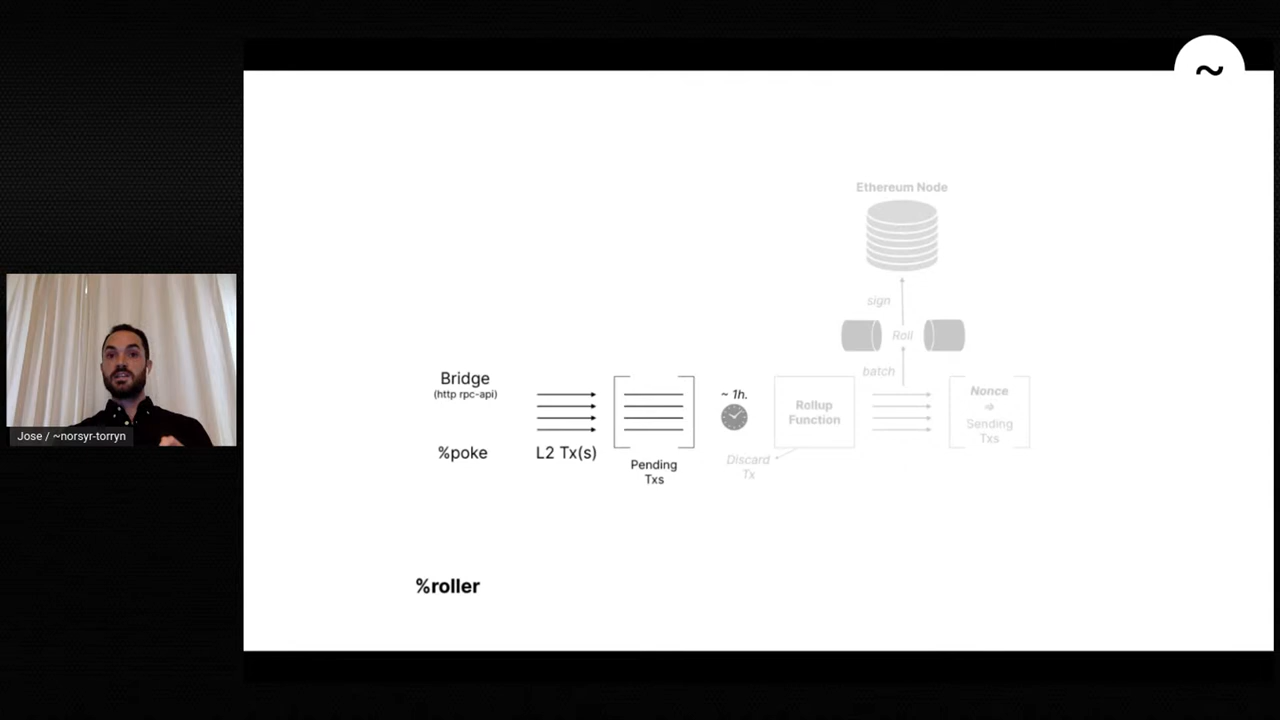 ~
Ethereum Node
sign
Roll
batch
Bridge
(http rpc-api)
%poke
L2 Tx(s)
Pending
Txs
~ 1h.
Rollup
Function
Discard
Tx
Nonce
⇒
Sending
Txs
%roller
Jose / ~norsyr-torryn